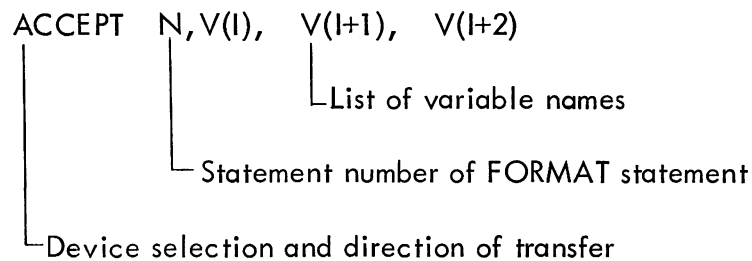 ACCEPT N,V(I), V(I+1), V(I+2)
List of variable names
Statement number of FORMAT statement
Device selection and direction of transfer